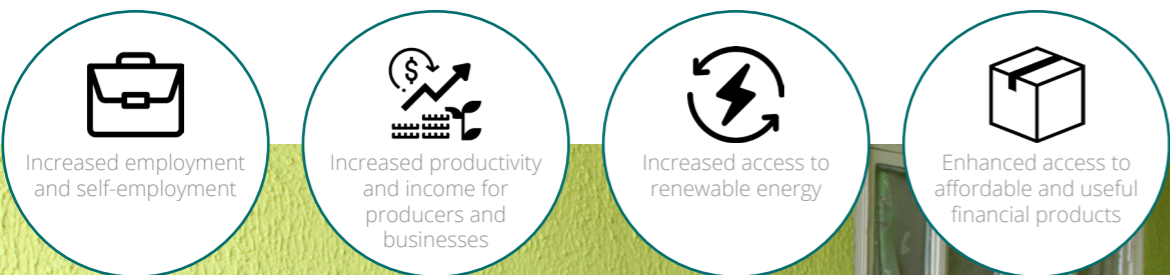 Increased employment
and self-employment
Increased productivity
and income for
producers and
businesses
Increased access to
renewable energy
Enhanced access to
affordable and useful
financial products